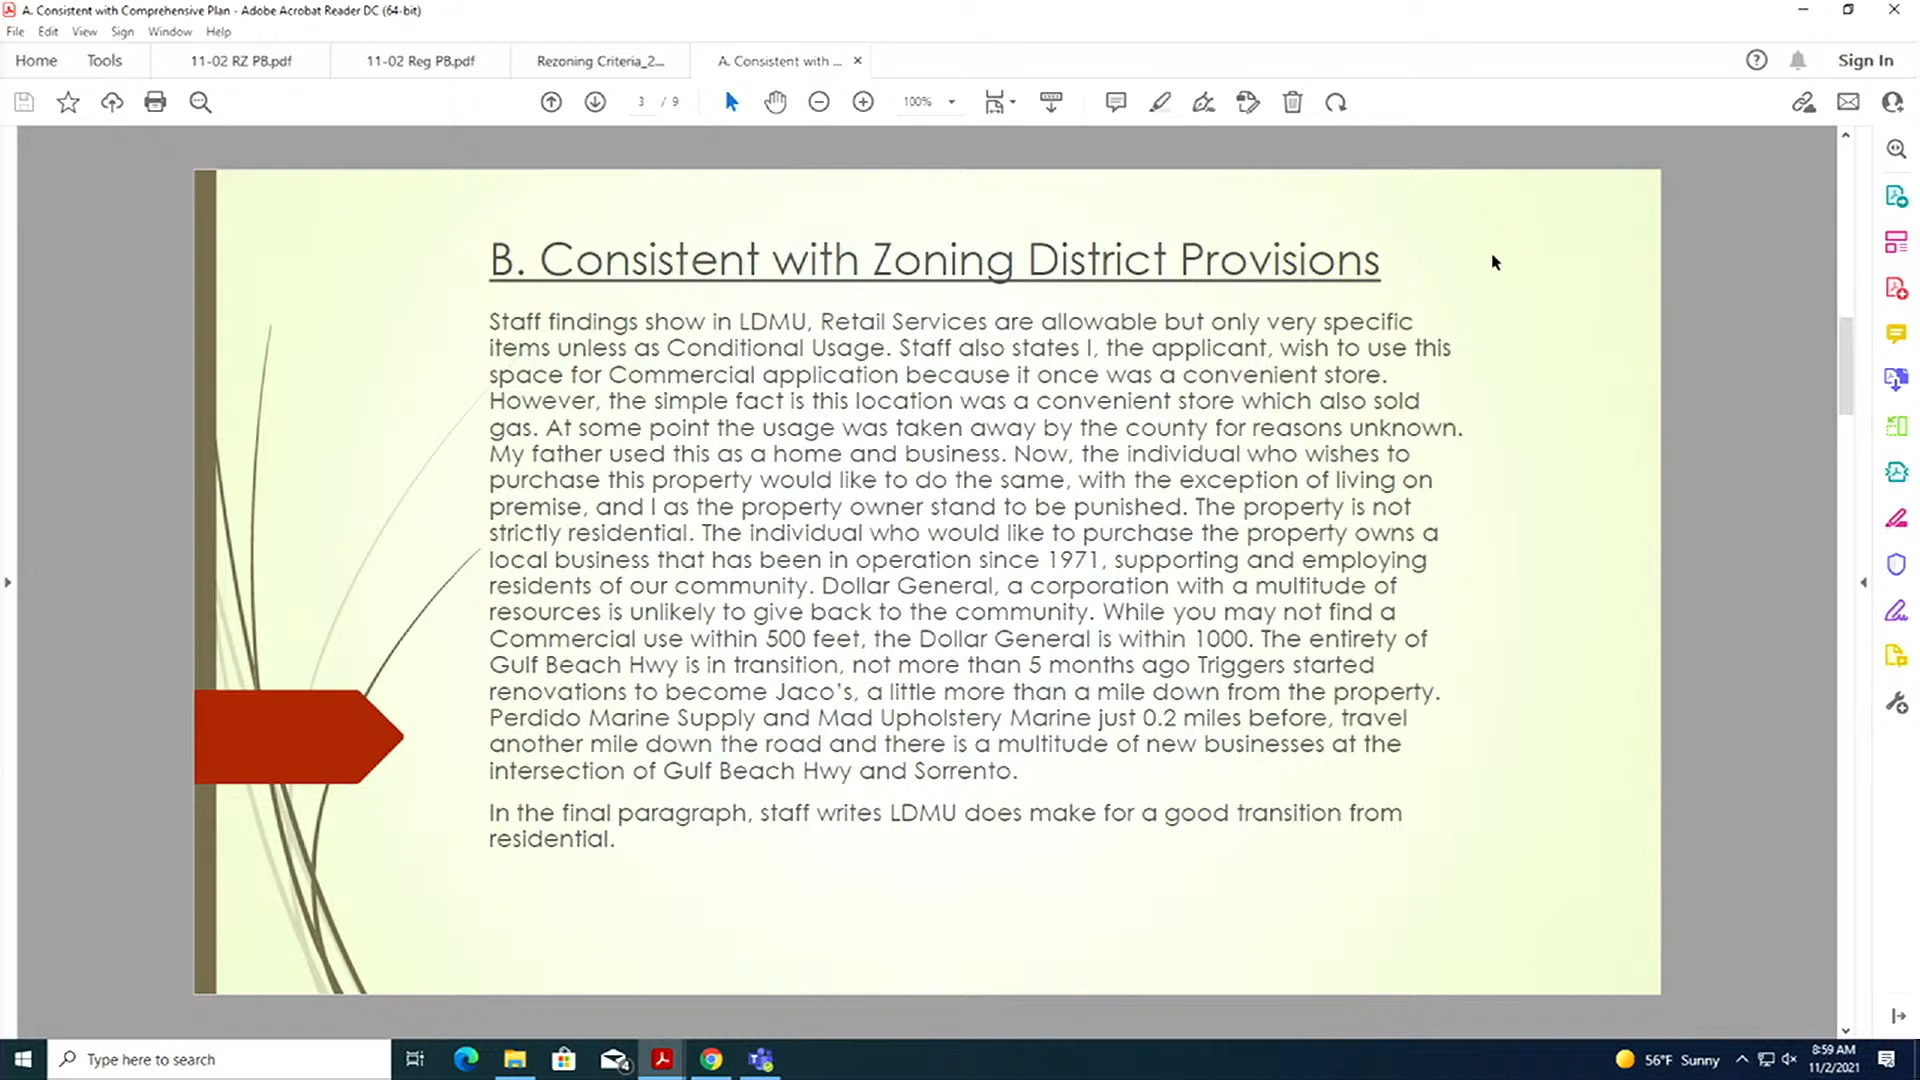 A. Consistent with Comprehensive Plan - Adobe Acrobat Reader DC (64-bit)
File Edit View Sign Window Help
Home Tools 11-02 RZ PB.pdf 11-02 Reg PB.pdf Rezoning Criteria_2... A. Consistent with ... Sign In
3 / 9 100%
B. Consistent with Zoning District Provisions
Staff findings show in LDMU, Retail Services are allowable but only very specific
items unless as Conditional Usage. Staff also states I, the applicant, wish to use this
space for Commercial application because it once was a convenient store.
However, the simple fact is this location was a convenient store which also sold
gas. At some point the usage was taken away by the county for reasons unknown.
My father used this as a home and business. Now, the individual who wishes to
purchase this property would like to do the same, with the exception of living on
premise, and I as the property owner stand to be punished. The property is not
strictly residential. The individual who would like to purchase the property owns a
local business that has been in operation since 1971, supporting and employing
residents of our community. Dollar General, a corporation with a multitude of
resources is unlikely to give back to the community. While you may not find a
Commercial use within 500 feet, the Dollar General is within 1000. The entirety of
Gulf Beach Hwy is in transition, not more than 5 months ago Triggers started
renovations to become Jaco's, a little more than a mile down from the property.
Perdido Marine Supply and Mad Upholstery Marine just 0.2 miles before, travel
another mile down the road and there is a multitude of new businesses at the
intersection of Gulf Beach Hwy and Sorrento.
In the final paragraph, staff writes LDMU does make for a good transition from
residential.
Type here to search
4
56°F Sunny
8:59 AM
11/2/2021